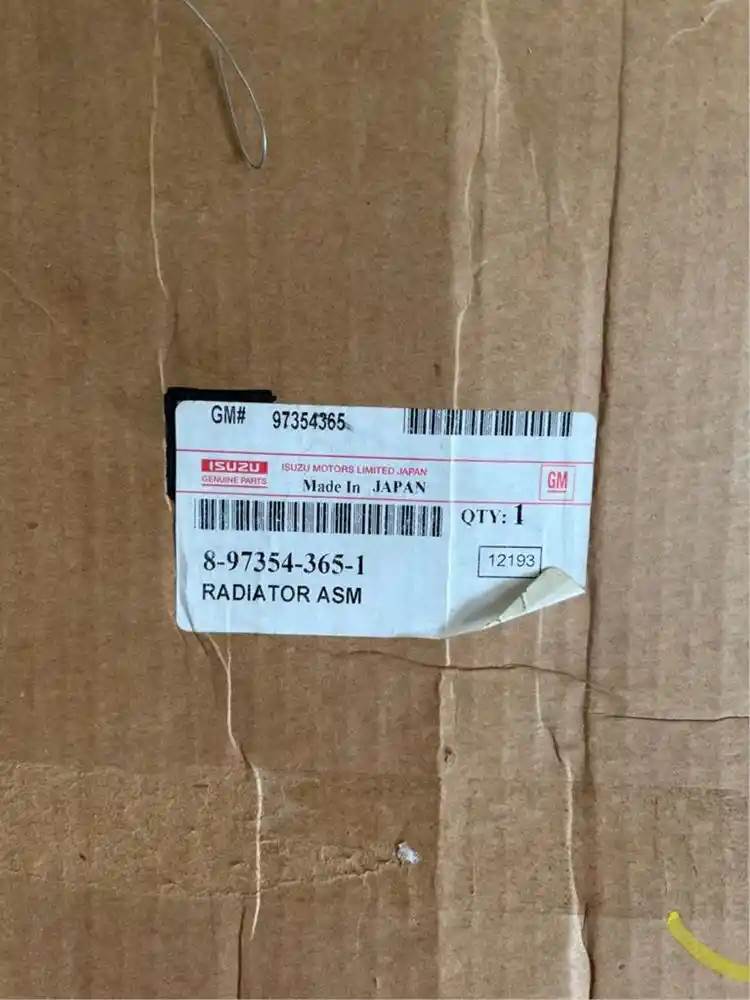 GM# 97354365
ISUZU
GENUINE PARTS
ISUZU MOTORS LIMITED JAPAN
Made In JAPAN
GM
QTY: 1
8-97354-365-1
12193
RADIATOR ASM